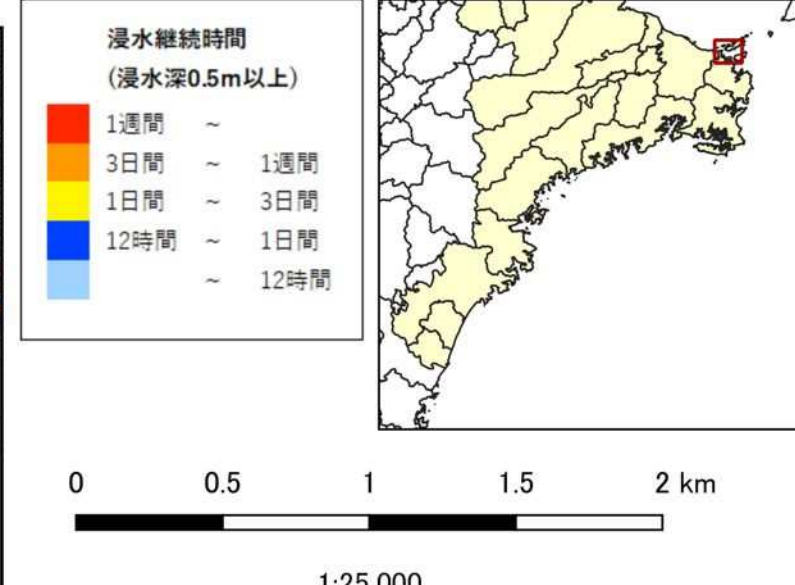 浸水継続時間
(浸水深0.5m以上)
1週間 ~
3日間 ~ 1週間
1日間 ~ 3日間
12時間 ~ 1日間
~ 12時間
0 0.5 1 1.5 2 km
1:25,000